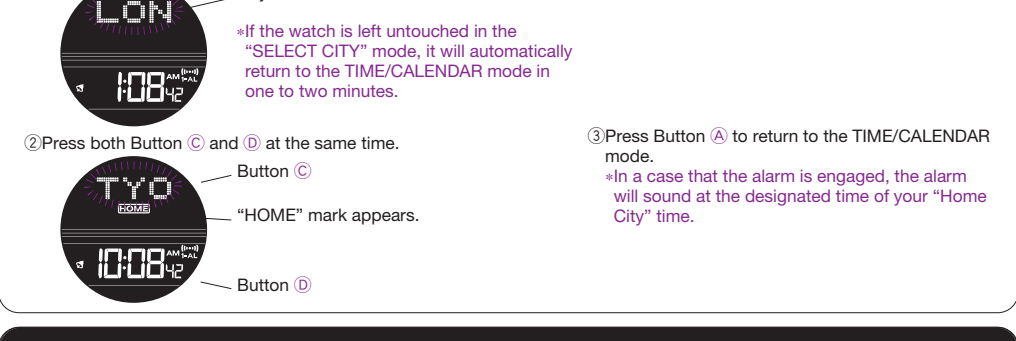 LON
*If the watch is left untouched in the
“SELECT CITY” mode, it will automatically
return to the TIME/CALENDAR mode in
one to two minutes.
1:08 42
AM
1-AL
②Press both Button Ⓒ and Ⓓ at the same time.
TYO
HOME
10:08 42
AM
1-AL
Button Ⓒ
“HOME” mark appears.
Button Ⓓ
③Press Button Ⓐ to return to the TIME/CALENDAR
mode.
*In a case that the alarm is engaged, the alarm
will sound at the designated time of your “Home
City” time.